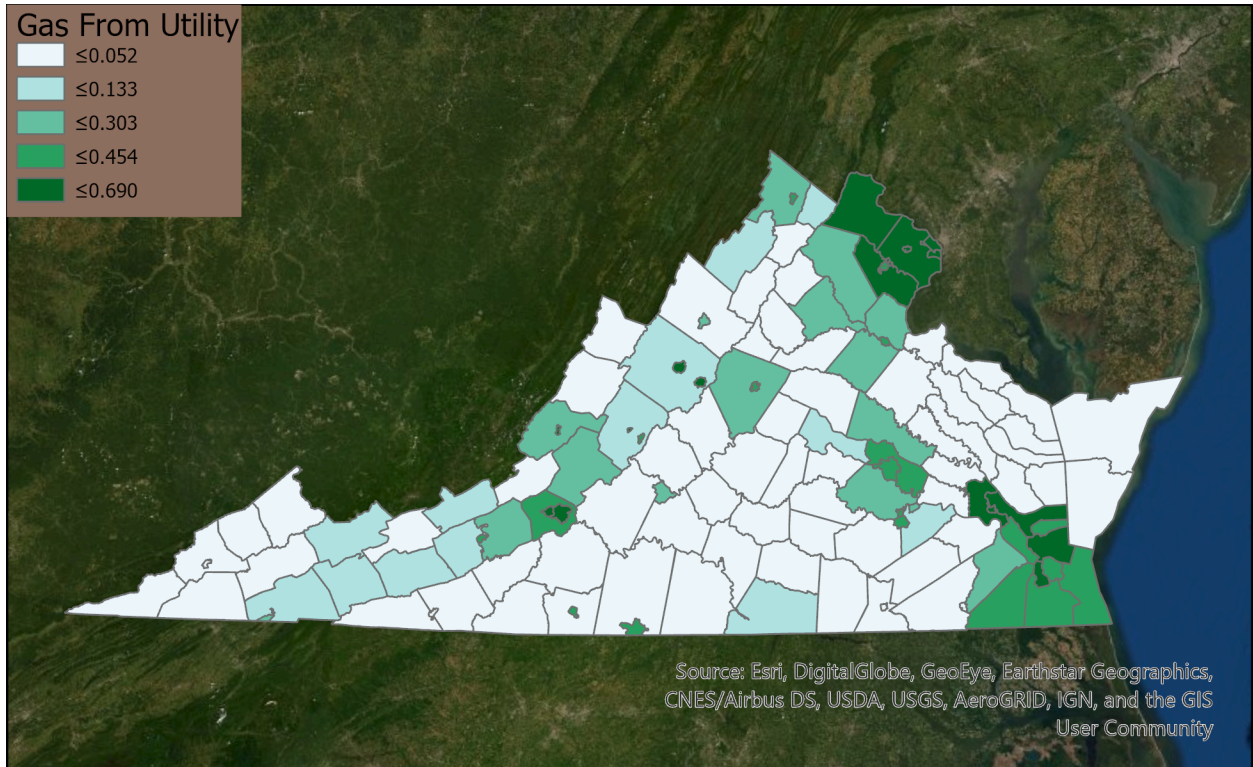 Gas From Utility
≤0.052
≤0.133
≤0.303
≤0.454
≤0.690
Source: Esri, DigitalGlobe, GeoEye, Earthstar Geographics,
CNES/Airbus DS, USDA, USGS, AeroGRID, IGN, and the GIS
User Community